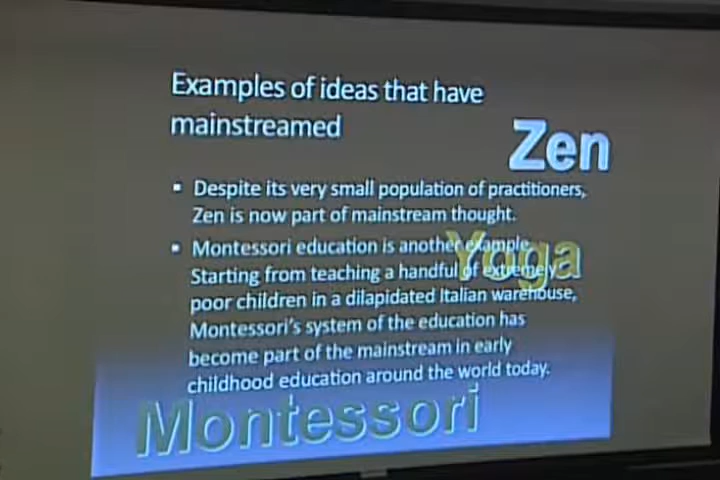 Examples of ideas that have
mainstreamed
Zen
▪ Despite its very small population of practitioners,
Zen is now part of mainstream thought.
▪ Montessori education is another example.
Yoga
Starting from teaching a handful of extremely
poor children in a dilapidated Italian warehouse,
Montessori's system of the education has
become part of the mainstream in early
childhood education around the world today.
Montessori